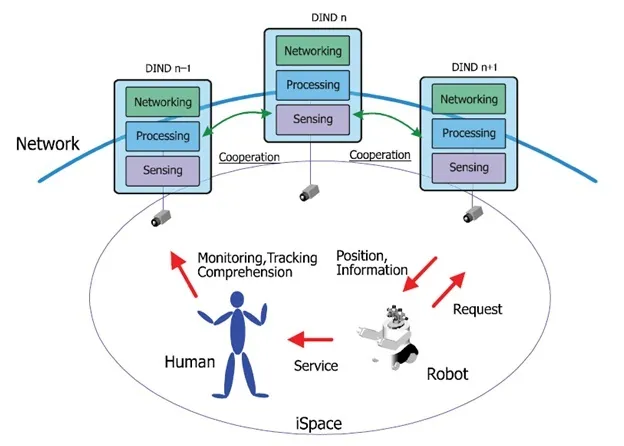 DIND n
Networking
Processing
Sensing
DIND n−1
Networking
Processing
Sensing
DIND n+1
Networking
Processing
Sensing
Network
Cooperation
Cooperation
Monitoring,Tracking
Comprehension
Position,
Information
Request
Human
Service
Robot
iSpace